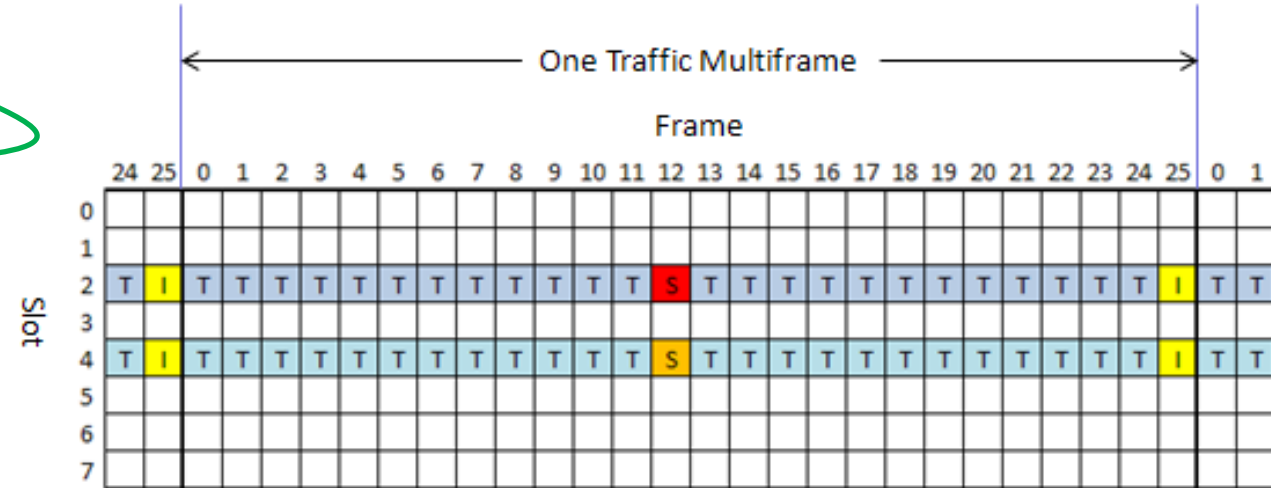 One Traffic Multiframe
Frame
24 25 0 1 2 3 4 5 6 7 8 9 10 11 12 13 14 15 16 17 18 19 20 21 22 23 24 25 0 1
0
1
2 T I T T T T T T T T T T T T S T T T T T T T T T T T T I T T
3
4 T I T T T T T T T T T T T T S T T T T T T T T T T T T I T T
5
6
7
Slot